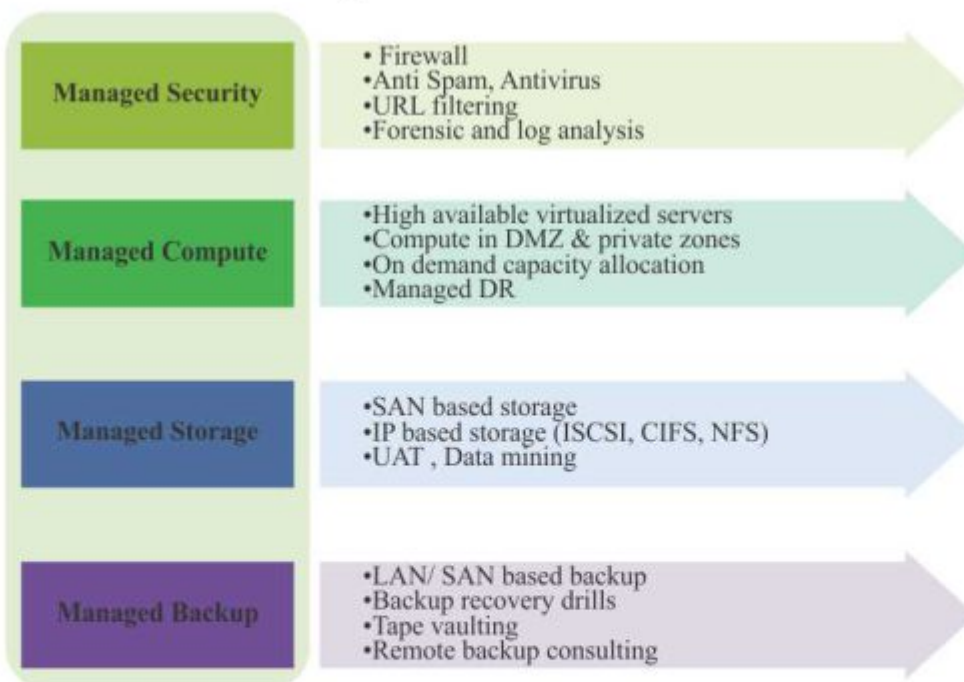 Managed Security
• Firewall
•Anti Spam, Antivirus
•URL filtering
•Forensic and log analysis
Managed Compute
•High available virtualized servers
•Compute in DMZ & private zones
•On demand capacity allocation
•Managed DR
Managed Storage
•SAN based storage
•IP based storage (ISCSI, CIFS, NFS)
•UAT , Data mining
Managed Backup
•LAN/ SAN based backup
•Backup recovery drills
•Tape vaulting
•Remote backup consulting